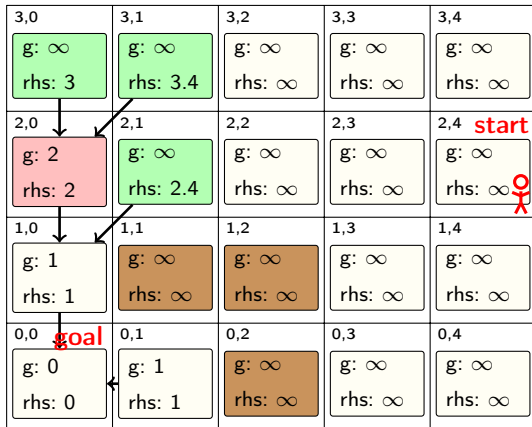 3,0 3,1 3,2 3,3 3,4
g: ∞ g: ∞ g: ∞ g: ∞ g: ∞
rhs: 3 rhs: 3.4 rhs: ∞ rhs: ∞ rhs: ∞
2,0 2,1 2,2 2,3 2,4 start
g: 2 g: ∞ g: ∞ g: ∞ g: ∞
rhs: 2 rhs: 2.4 rhs: ∞ rhs: ∞ rhs: ∞
1,0 1,1 1,2 1,3 1,4
g: 1 g: ∞ g: ∞ g: ∞ g: ∞
rhs: 1 rhs: ∞ rhs: ∞ rhs: ∞ rhs: ∞
0,0 goal 0,1 0,2 0,3 0,4
g: 0 g: 1 g: ∞ g: ∞ g: ∞
rhs: 0 rhs: 1 rhs: ∞ rhs: ∞ rhs: ∞